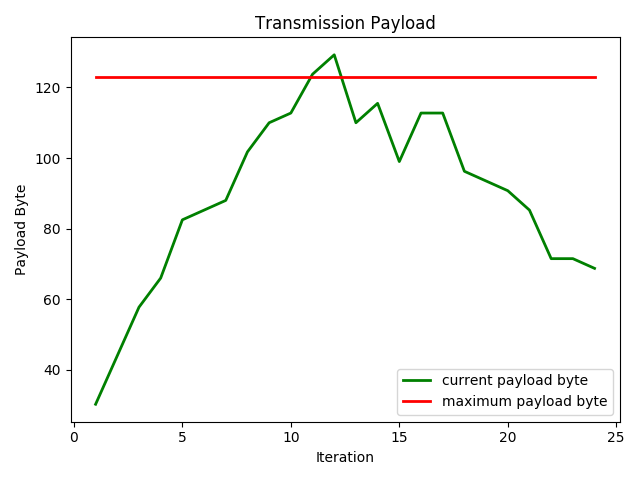 Transmission Payload
120
100
80
60
40
Payload Byte
0
5
10
15
20
25
Iteration
current payload byte
maximum payload byte